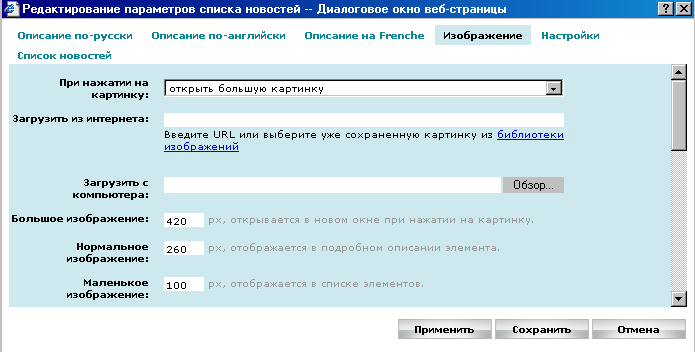 Редактирование параметров списка новостей -- Диалоговое окно веб-страницы
Описание по-русски Описание по-английски Описание на Frenche Изображение Настройки
Список новостей
При нажатии на картинку: открыть большую картинку
Загрузить из интернета:
Введите URL или выберите уже сохраненную картинку из библиотеки
изображений
Загрузить с
компьютера: Обзор...
Большое изображение: 420 px, открывается в новом окне при нажатии на картинку.
Нормальное
изображение: 260 px, отображается в подробном описании элемента.
Маленькое
изображение: 100 px, отображается в списке элементов.
Применить Сохранить Отмена